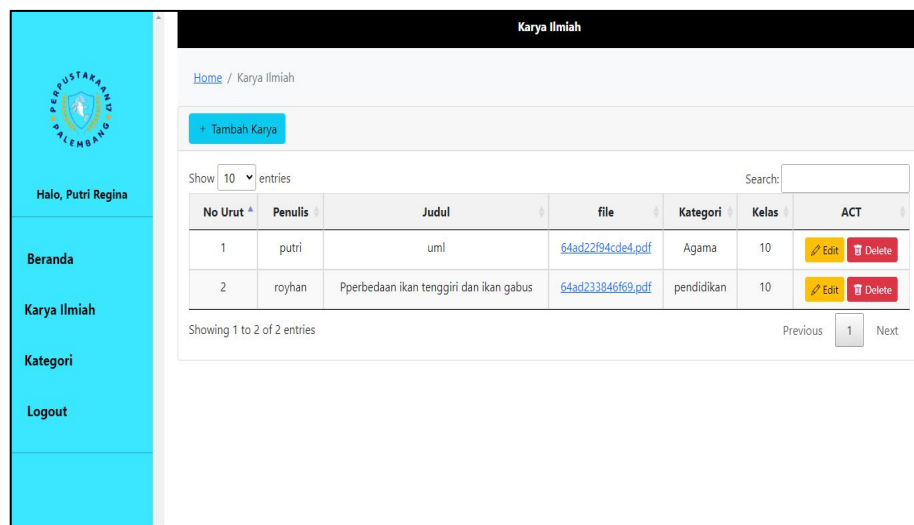 PERPUSTAKAAN 17
PALEMBANG
Halo, Putri Regina
Beranda
Karya Ilmiah
Kategori
Logout
Karya Ilmiah
Home / Karya Ilmiah
+ Tambah Karya
Show 10 entries
Search:
No Urut Penulis Judul file Kategori Kelas ACT
1 putri uml 64ad22f94cde4.pdf Agama 10 Edit Delete
2 royhan Pperbedaan ikan tenggiri dan ikan gabus 64ad233846f69.pdf pendidikan 10 Edit Delete
Showing 1 to 2 of 2 entries
Previous 1 Next